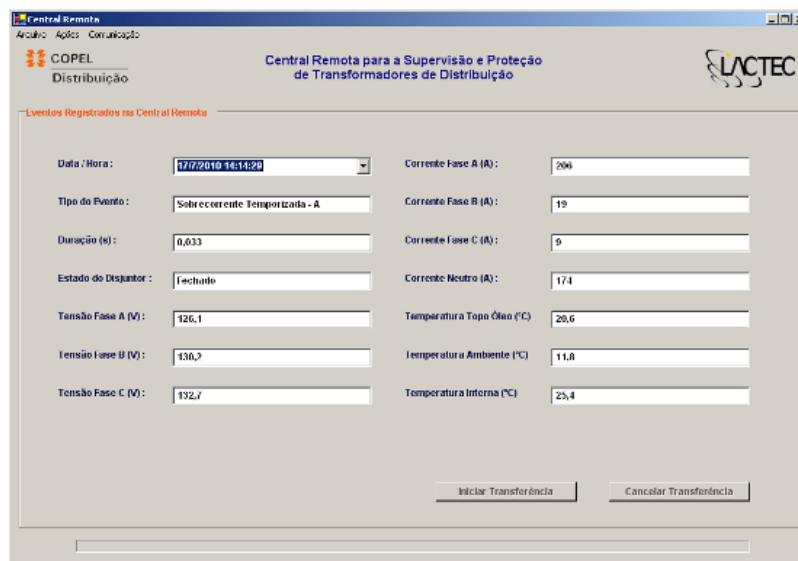 Central Remota
Arquivo Ações Comunicação
COPEL
Distribuição
Central Remota para a Supervisão e Proteção
de Transformadores de Distribuição
LACTEC
Eventos Registrados na Central Remota
Data / Hora : 17/7/2010 14:14:29
Corrente Fase A (A) : 206
Tipo do Evento : Sobrecorrente Temporizada - A
Corrente Fase B (A) : 19
Duração (s) : 0,033
Corrente Fase C (A) : 9
Estado do Disjuntor : Fechado
Corrente Neutro (A) : 174
Tensão Fase A (V) : 126,1
Temperatura Topo Óleo (°C) 20,6
Tensão Fase B (V) : 130,2
Temperatura Ambiente (°C) 11,8
Tensão Fase C (V) : 132,7
Temperatura Interna (°C) 25,4
Iniciar Transferência
Cancelar Transferência